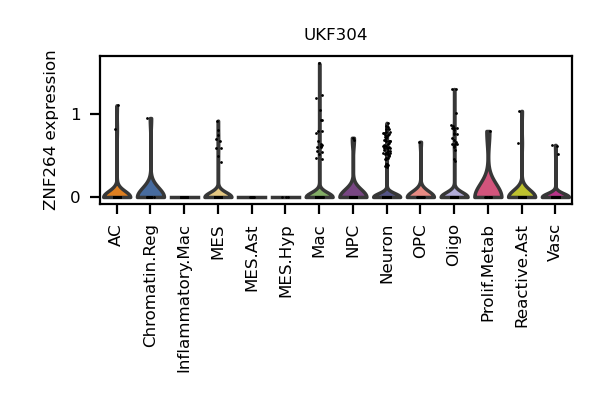 UKF304
ZNF264 expression
1
0
AC
Chromatin.Reg
Inflammatory.Mac
MES
MES.Ast
MES.Hyp
Mac
NPC
Neuron
OPC
Oligo
Prolif.Metab
Reactive.Ast
Vasc